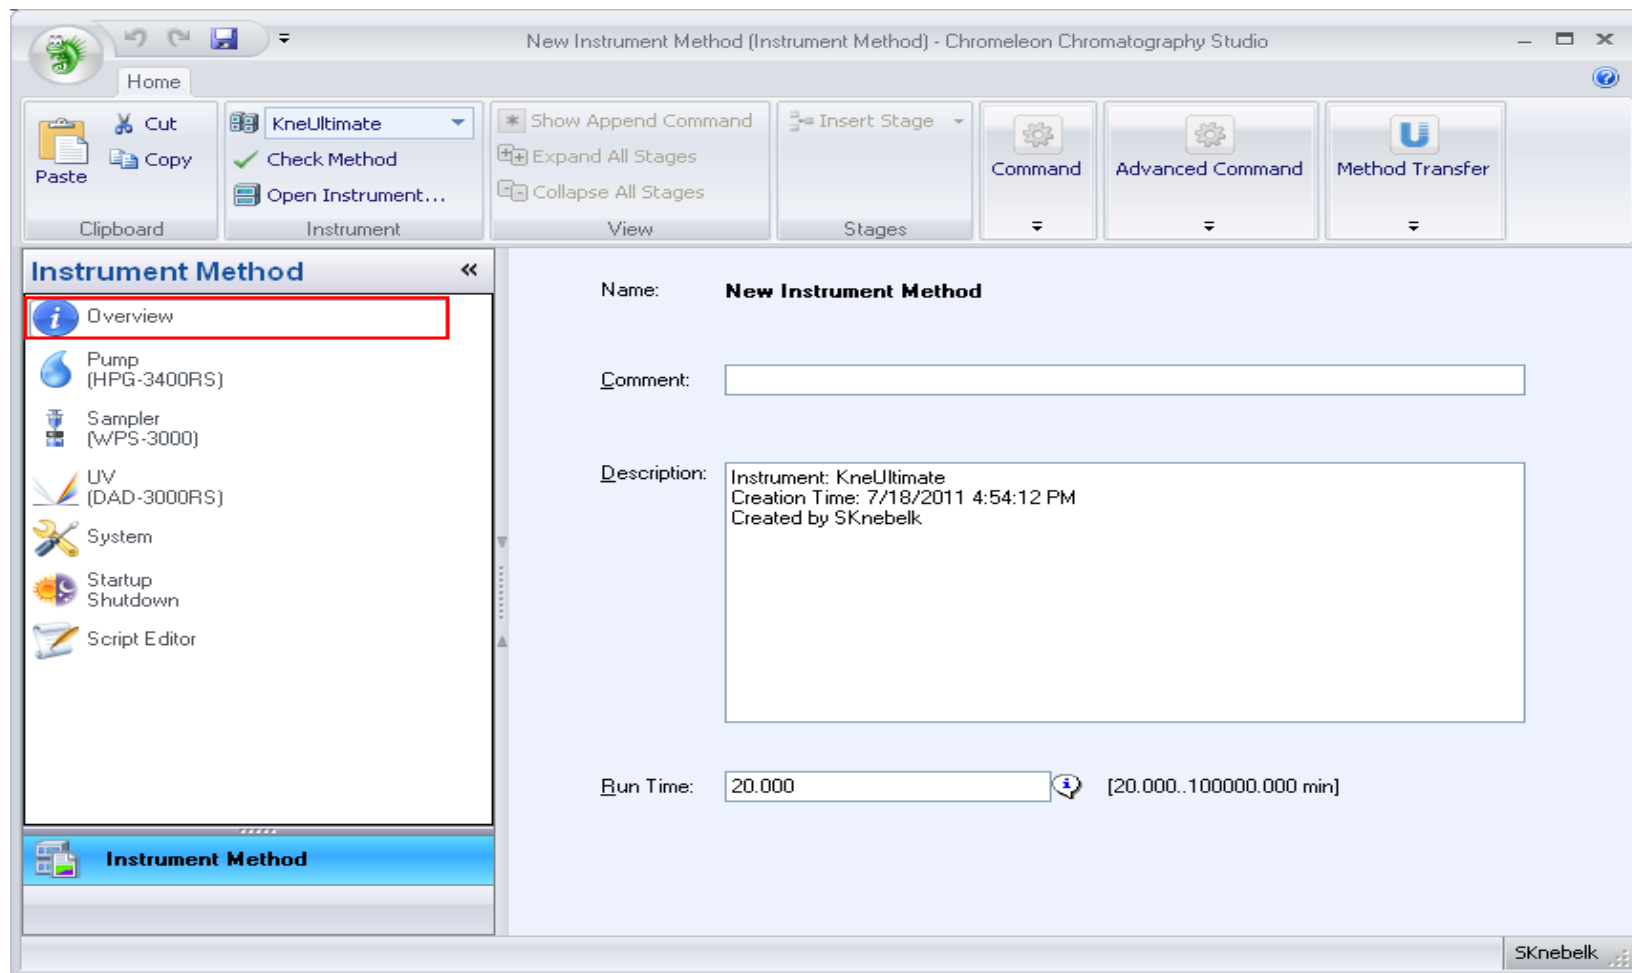 New Instrument Method (Instrument Method) - Chromeleon Chromatography Studio
Home
Paste
Cut
Copy
Clipboard
KneUltimate
Check Method
Open Instrument...
Instrument
Show Append Command
Expand All Stages
Collapse All Stages
View
Insert Stage
Stages
Command
Advanced Command
Method Transfer
Instrument Method
Overview
Pump
(HPG-3400RS)
Sampler
(WPS-3000)
UV
(DAD-3000RS)
System
Startup
Shutdown
Script Editor
Instrument Method
Name: New Instrument Method
Comment:
Description:
Instrument: KneUltimate
Creation Time: 7/18/2011 4:54:12 PM
Created by SKnebelk
Run Time: 20.000 [20.000..100000.000 min]
SKnebelk